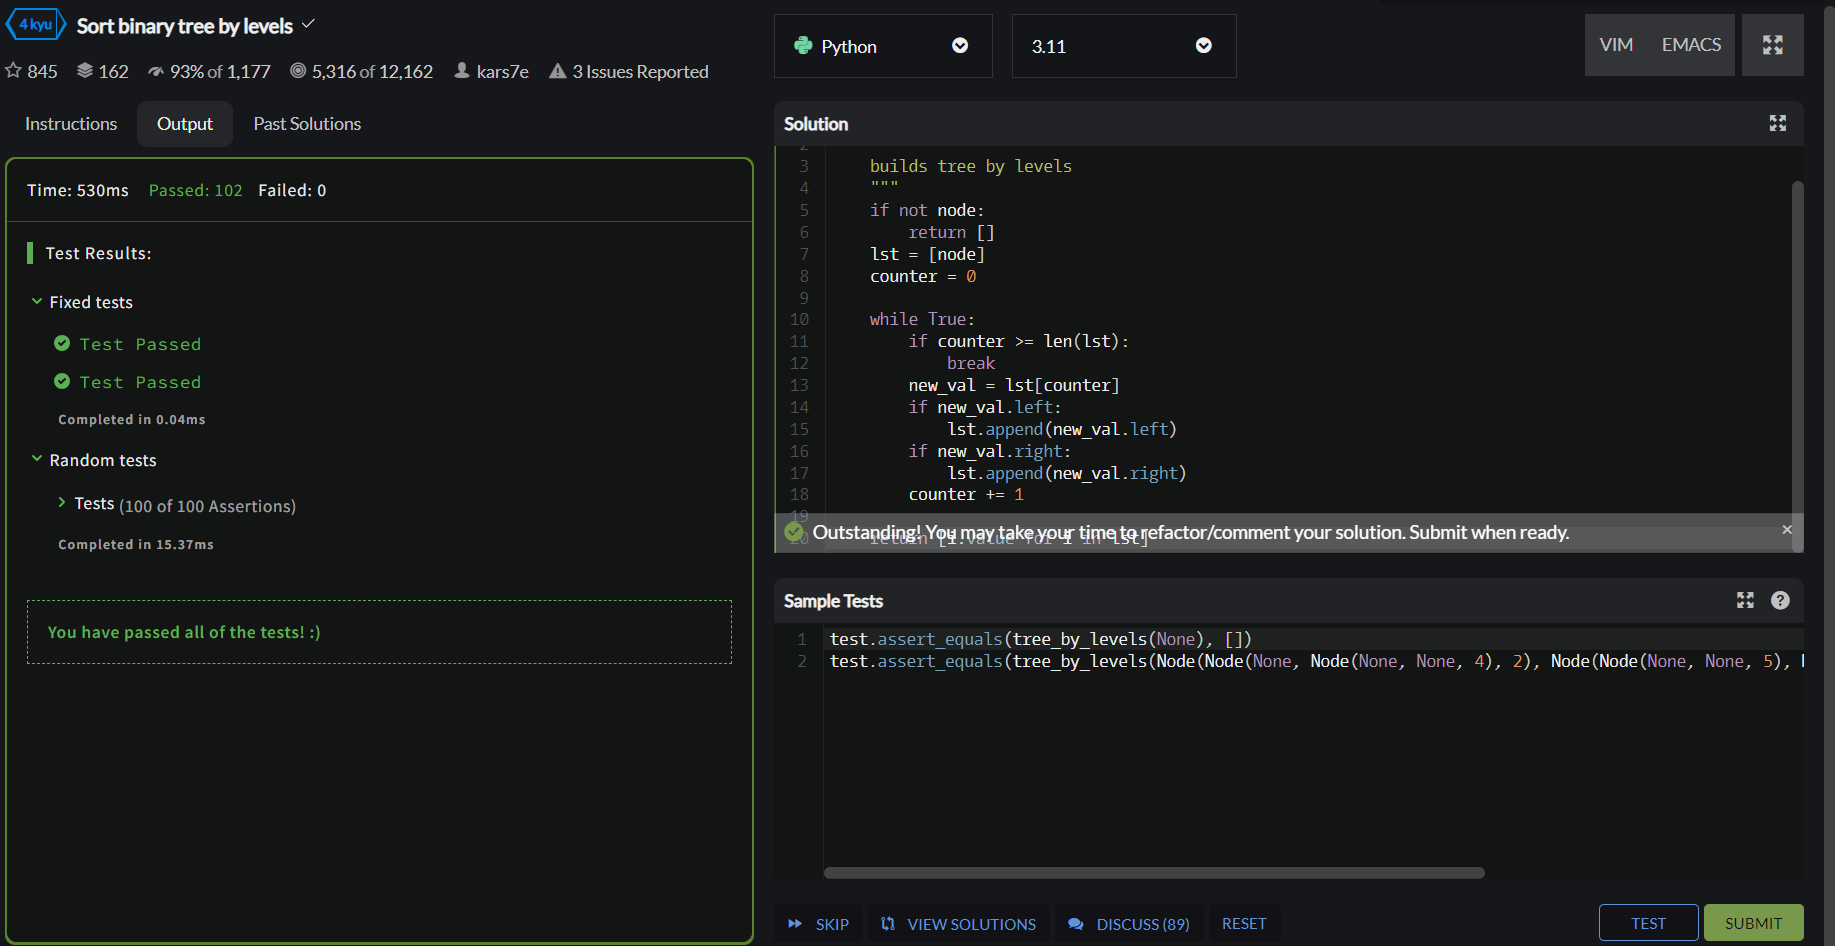 4 kyu Sort binary tree by levels
845 162 93% of 1,177 5,316 of 12,162 kars7e 3 Issues Reported
Instructions Output Past Solutions
Time: 530ms Passed: 102 Failed: 0
Test Results:
Fixed tests
Test Passed
Test Passed
Completed in 0.04ms
Random tests
Tests (100 of 100 Assertions)
Completed in 15.37ms
You have passed all of the tests! :)
Python 3.11 VIM EMACS
Solution
2
3 builds tree by levels
4 """
5 if not node:
6 return []
7 lst = [node]
8 counter = 0
9
10 while True:
11 if counter >= len(lst):
12 break
13 new_val = lst[counter]
14 if new_val.left:
15 lst.append(new_val.left)
16 if new_val.right:
17 lst.append(new_val.right)
18 counter += 1
19
Outstanding! You may take your time to refactor/comment your solution. Submit when ready. ×
20 return [i.value for i in lst]
Sample Tests
1 test.assert_equals(tree_by_levels(None), [])
2 test.assert_equals(tree_by_levels(Node(Node(None, Node(None, None, 4), 2), Node(Node(None, None, 5),
SKIP VIEW SOLUTIONS DISCUSS (89) RESET TEST SUBMIT